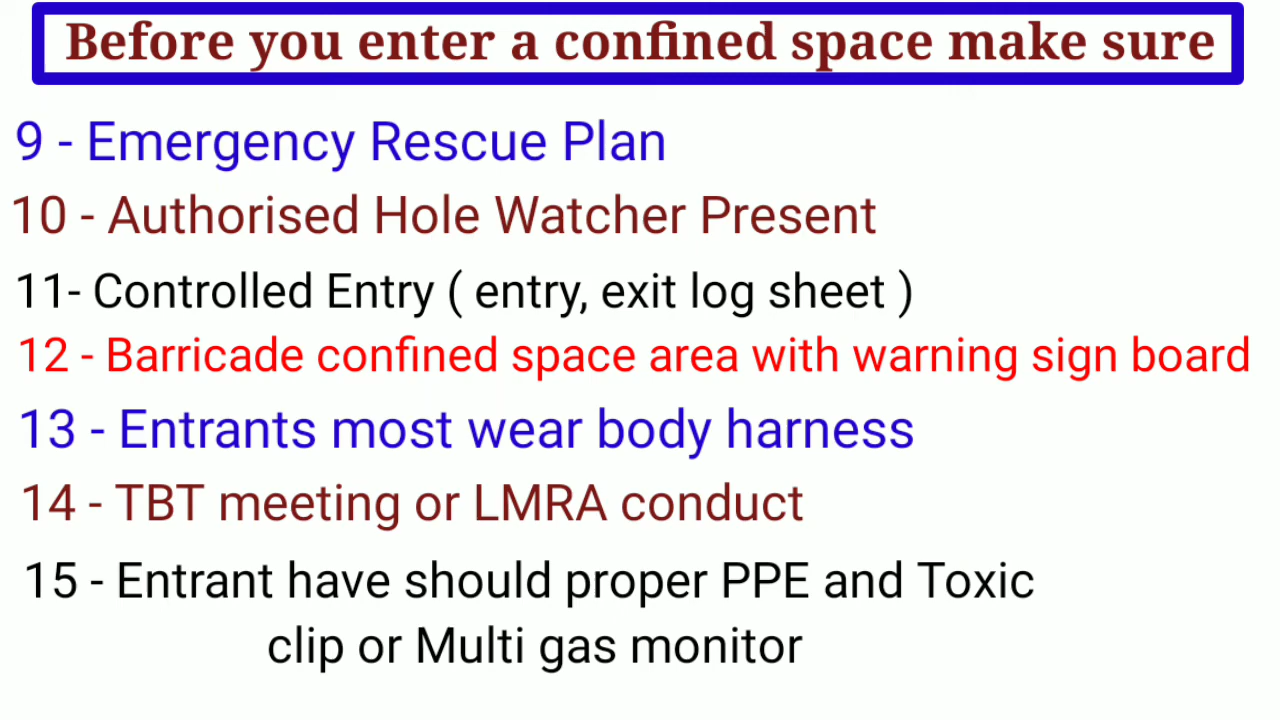 Before you enter a confined space make sure
9 - Emergency Rescue Plan
10 - Authorised Hole Watcher Present
11- Controlled Entry ( entry, exit log sheet )
12 - Barricade confined space area with warning sign board
13 - Entrants most wear body harness
14 - TBT meeting or LMRA conduct
15 - Entrant have should proper PPE and Toxic
clip or Multi gas monitor